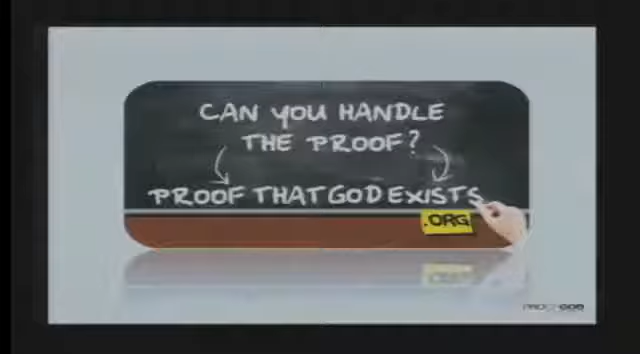 CAN YOU HANDLE
THE PROOF?
PROOF THAT GOD EXISTS
.ORG